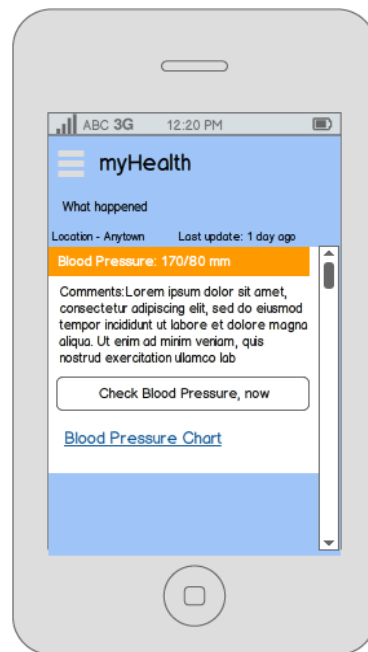 ABC 3G 12:20 PM
myHealth
What happened
Location - Anytown Last update: 1 day ago
Blood Pressure: 170/80 mm
Comments:Lorem ipsum dolor sit amet,
consectetur adipiscing elit, sed do eiusmod
tempor incididunt ut labore et dolore magna
aliqua. Ut enim ad minim veniam, quis
nostrud exercitation ullamco lab
Check Blood Pressure, now
Blood Pressure Chart